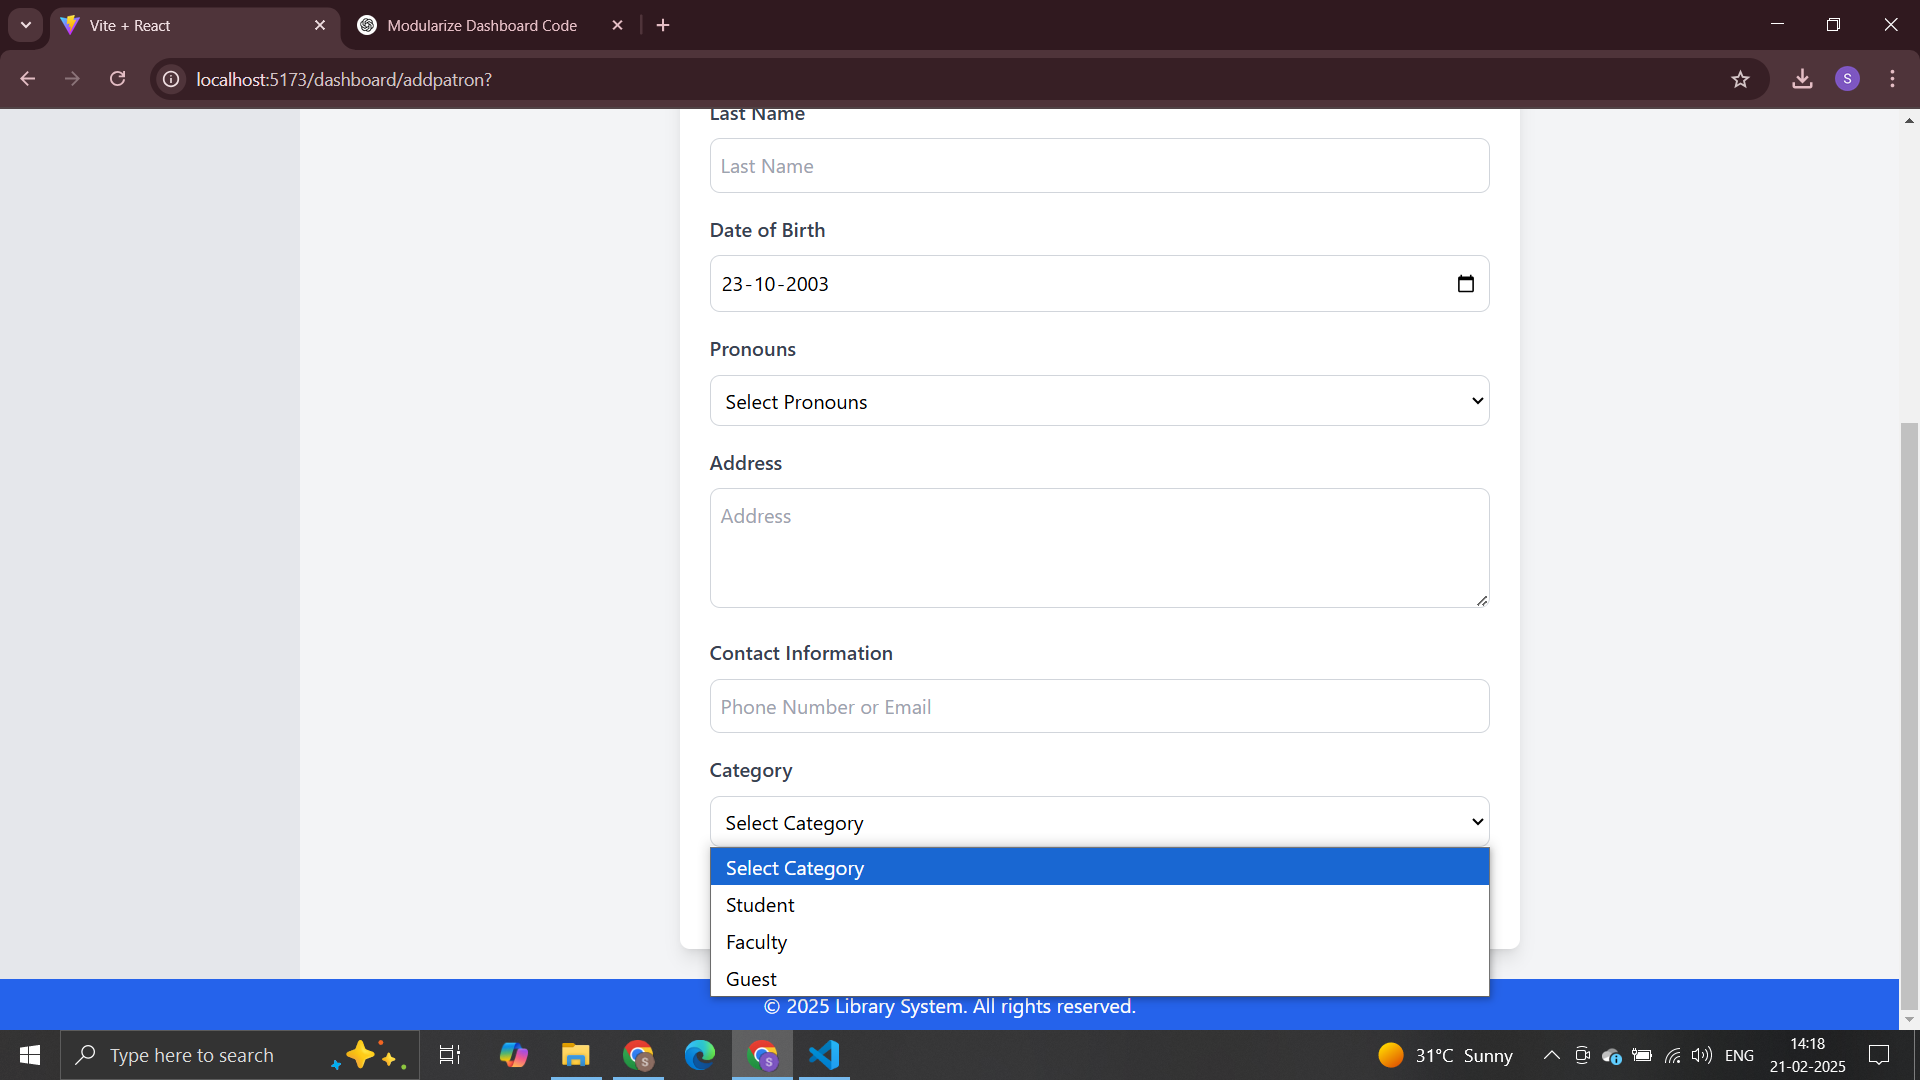 Vite + React
Modularize Dashboard Code
localhost:5173/dashboard/addpatron?
S
Last Name
Last Name
Date of Birth
23-10-2003
Pronouns
Select Pronouns
Address
Address
Contact Information
Phone Number or Email
Category
Select Category
Select Category
Student
Faculty
Guest
© 2025 Library System. All rights reserved.
Type here to search
S
S
31°C Sunny
ENG
14:18
21-02-2025